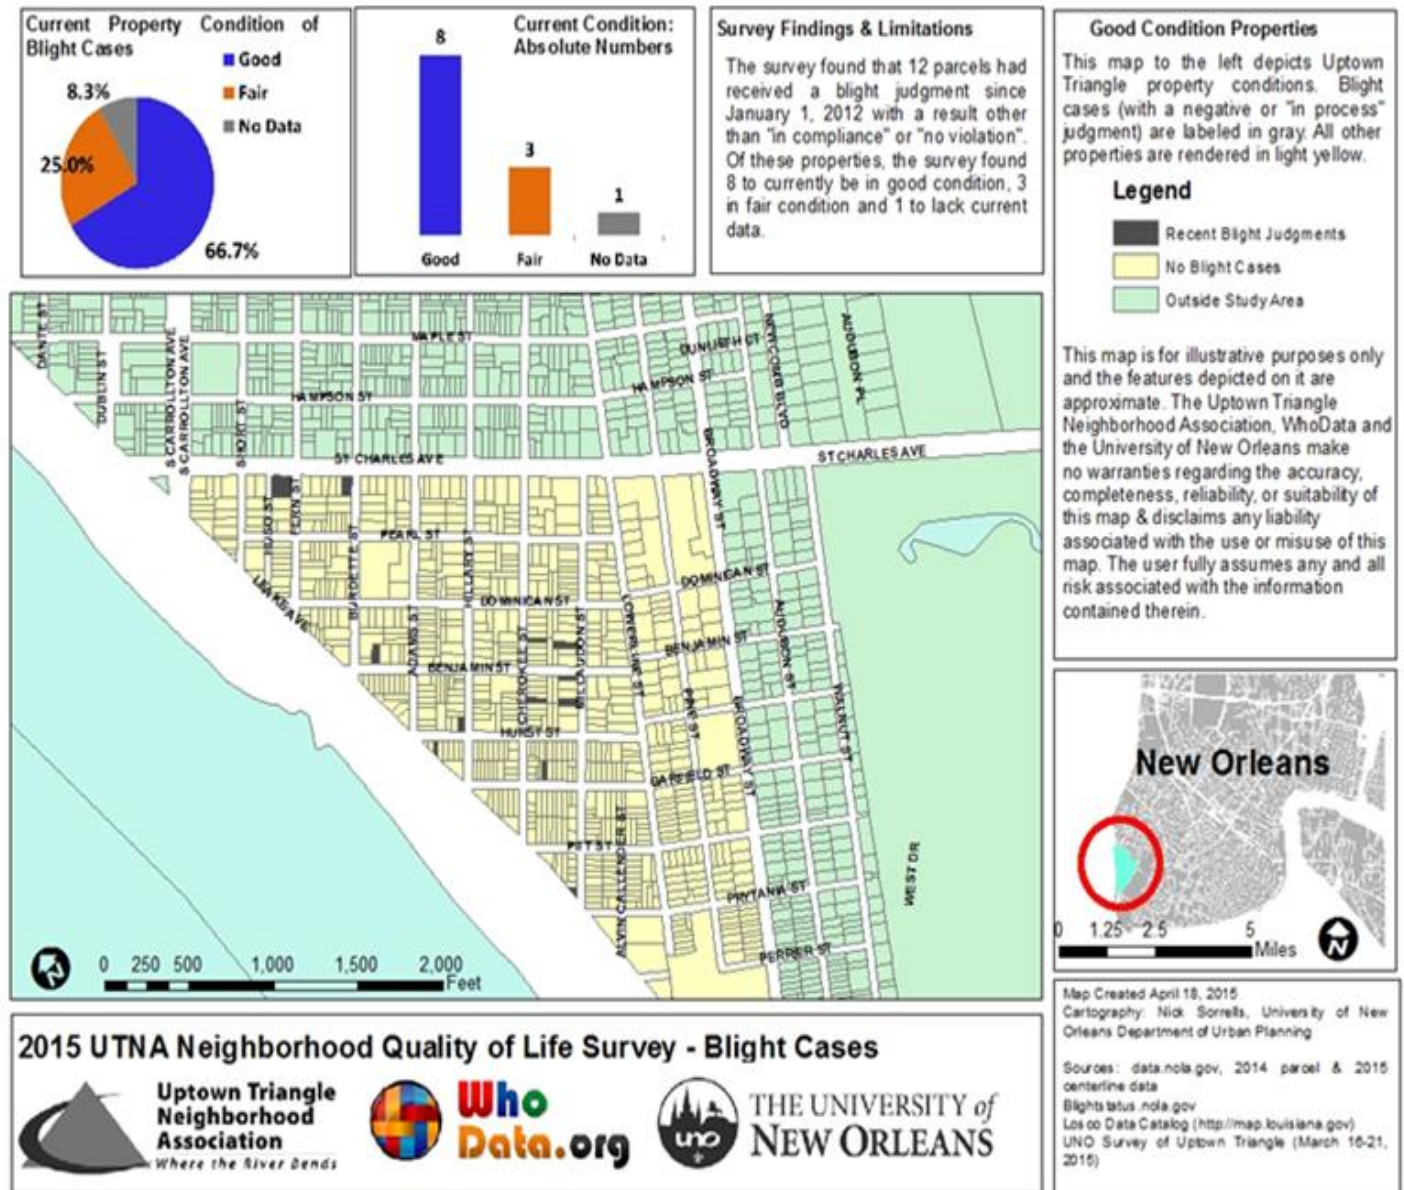 Current Property Condition of
Blight Cases
Good
Fair
No Data
8.3%
25.0%
66.7%
Current Condition:
Absolute Numbers
8
3
1
Good
Fair
No Data
Survey Findings & Limitations
The survey found that 12 parcels had
received a blight judgment since
January 1, 2012 with a result other
than "in compliance" or "no violation".
Of these properties, the survey found
8 to currently be in good condition, 3
in fair condition and 1 to lack current
data.
Good Condition Properties
This map to the left depicts Uptown
Triangle property conditions. Blight
cases (with a negative or "in process"
judgment) are labeled in gray. All other
properties are rendered in light yellow.
Legend
Recent Blight Judgments
No Blight Cases
Outside Study Area
This map is for illustrative purposes only
and the features depicted on it are
approximate. The Uptown Triangle
Neighborhood Association, WhoData and
the University of New Orleans make
no warranties regarding the accuracy,
completeness, reliability, or suitability of
this map & disclaims any liability
associated with the use or misuse of this
map. The user fully assumes any and all
risk associated with the information
contained therein.
DANTE ST
DUBLIN ST
S CARROLLTON AVE
S CARROLLTON AVE
SHORT ST
MAPLE ST
HAMPSON ST
ST CHARLES AVE
HAMPSON ST
NEWCOMB BLVD
AUDUBON PL
BROADWAY ST
ST CHARLES AVE
FERN ST
BURDETTE ST
PEARL ST
HILLARY ST
LEAKE AVE
ADAMS ST
DOMINICAN ST
BENJAMIN ST
CHEROKEE ST
MILLAUDON ST
HURST ST
LOWERLINE ST
DOMINICAN ST
BENJAMIN ST
PINE ST
BROADWAY ST
AUDUBON ST
WALNUT ST
GARFIELD ST
PITT ST
ALVIN CALLENDER ST
PRYTANIA ST
PERRIER ST
WEST DR
N
0 250 500 1,000 1,500 2,000
Feet
New Orleans
0 1.25 2.5 5
Miles
N
2015 UTNA Neighborhood Quality of Life Survey - Blight Cases
Uptown Triangle
Neighborhood
Association
Where the River Bends
Who
Data.org
uno
THE UNIVERSITY of
NEW ORLEANS
Map Created April 18, 2015
Cartography: Nick Sorrells, University of New
Orleans Department of Urban Planning
Sources: data.nola.gov, 2014 parcel & 2015
centerline data
Blightstatus.nola.gov
Losco Data Catalog (http://map.louisiana.gov)
UNO Survey of Uptown Triangle (March 16-21,
2015)